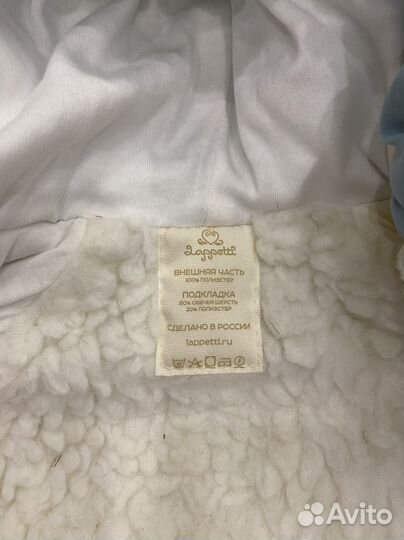 Lappetti
ВНЕШНЯЯ ЧАСТЬ
100% ПОЛИЭСТЕР
ПОДКЛАДКА
80% ОВЕЧЬЯ ШЕРСТЬ
20% ПОЛИЭСТЕР
СДЕЛАНО В РОССИИ
lappetti.ru
Avito